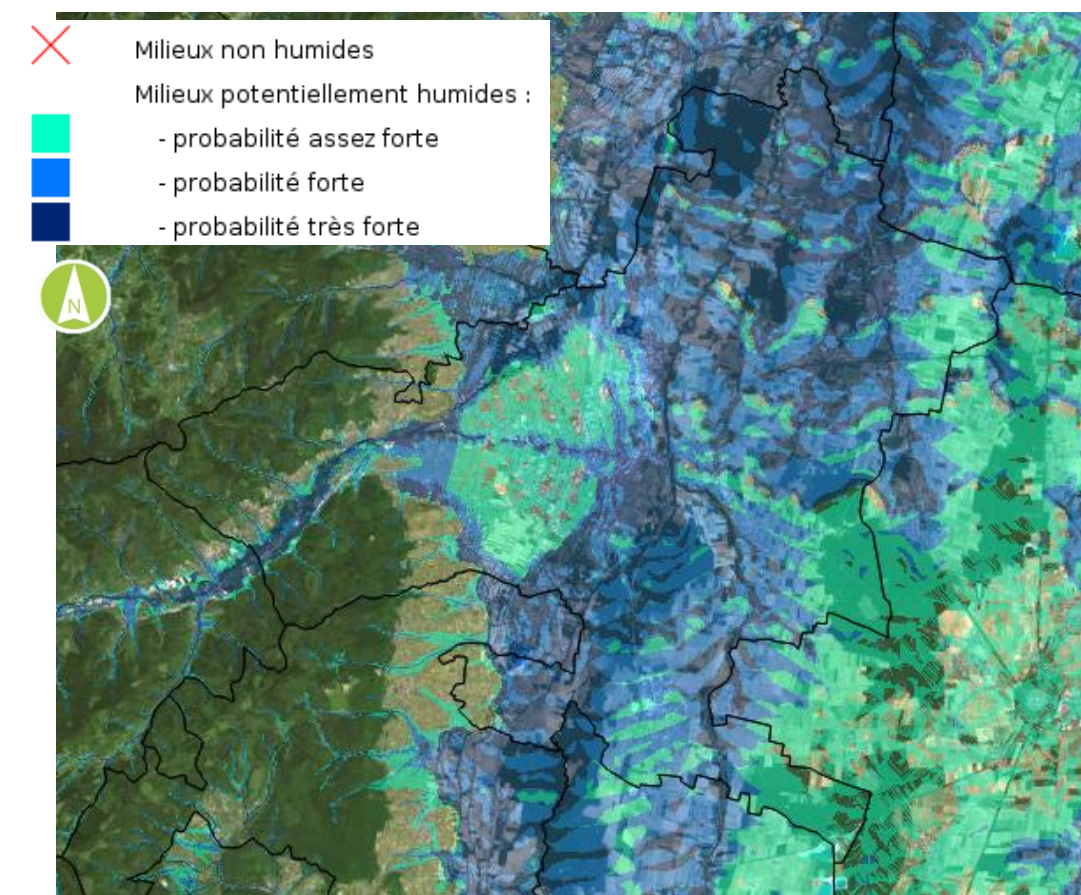 Milieux non humides
Milieux potentiellement humides :
- probabilité assez forte
- probabilité forte
- probabilité très forte
N